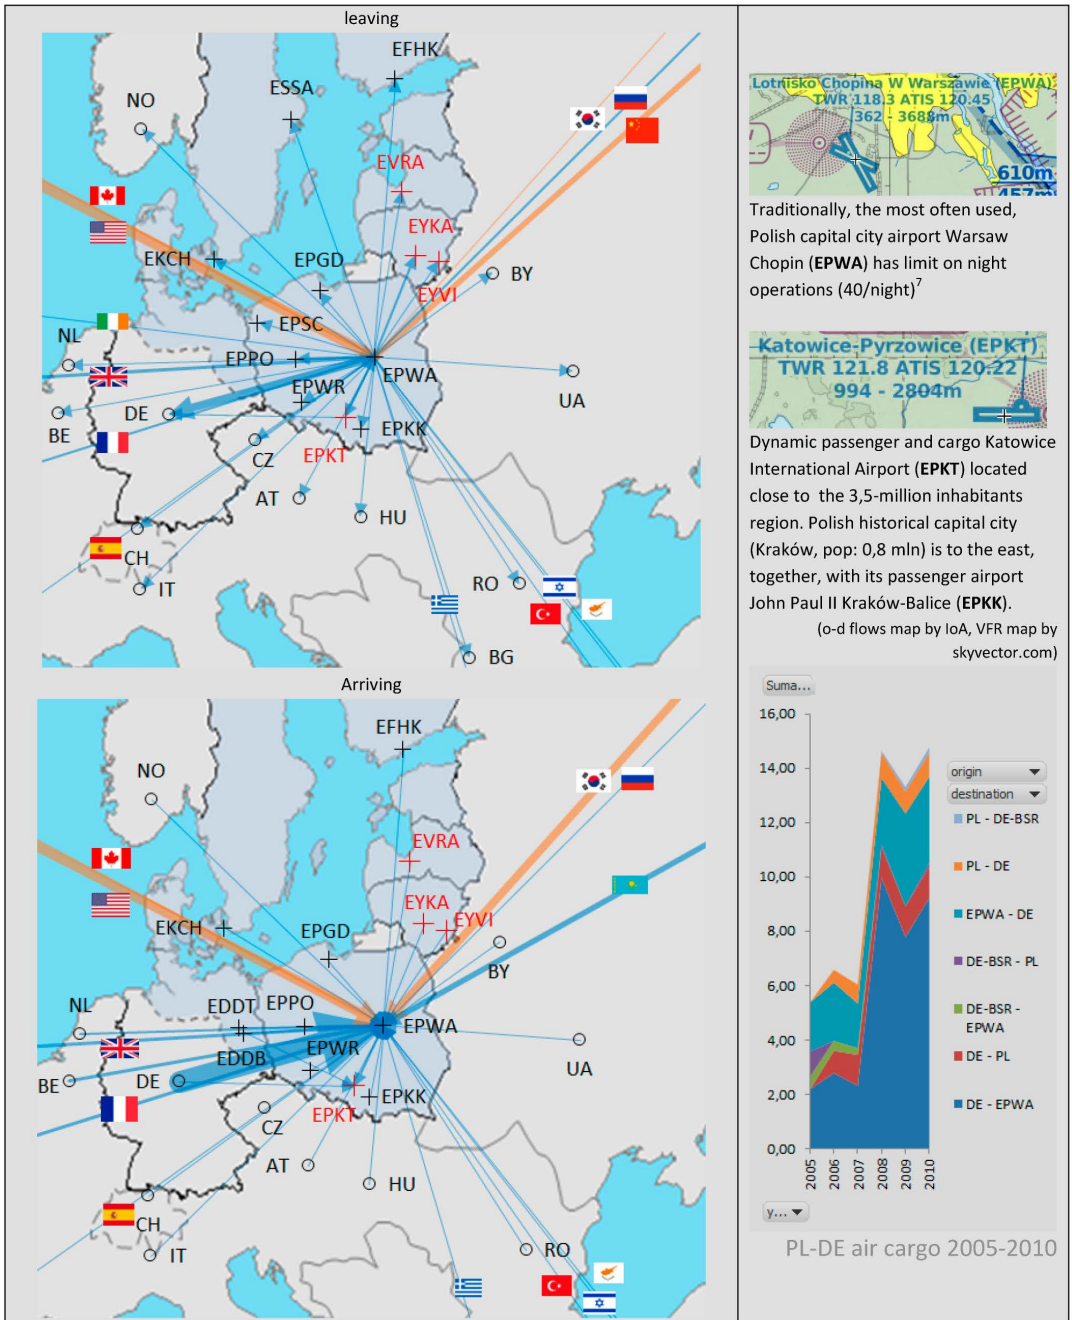 leaving
EFHK
ESSA
NO
EVRA
EYKA
EKCH
EPGD
BY
EYVI
NL
EPSC
EPPO
EPWA
EPWR
UA
DE
BE
EPKK
EPKT
CZ
AT
HU
CH
IT
RO
BG
Arriving
EFHK
NO
EVRA
EYKA
EYVI
EKCH
EPGD
BY
NL
EDDT
EPPO
EPWA
EDDB
EPWR
UA
BE
DE
EPKK
EPKT
CZ
AT
HU
CH
IT
RO
Lotnisko Chopina W Warszawie (EPWA)
TWR 118.3 ATIS 120.45
362 - 3688m
610m
457m
Traditionally, the most often used,
Polish capital city airport Warsaw
Chopin (EPWA) has limit on night
operations (40/night)7
Katowice-Pyrzowice (EPKT)
TWR 121.8 ATIS 120.22
994 - 2804m
Dynamic passenger and cargo Katowice
International Airport (EPKT) located
close to the 3,5-million inhabitants
region. Polish historical capital city
(Kraków, pop: 0,8 mln) is to the east,
together, with its passenger airport
John Paul II Kraków-Balice (EPKK).
(o-d flows map by IoA, VFR map by
skyvector.com)
Suma...
16,00
14,00
12,00
10,00
8,00
6,00
4,00
2,00
0,00
2005
2006
2007
2008
2009
2010
origin
destination
PL - DE-BSR
PL - DE
EPWA - DE
DE-BSR - PL
DE-BSR -
EPWA
DE - PL
DE - EPWA
y...
PL-DE air cargo 2005-2010